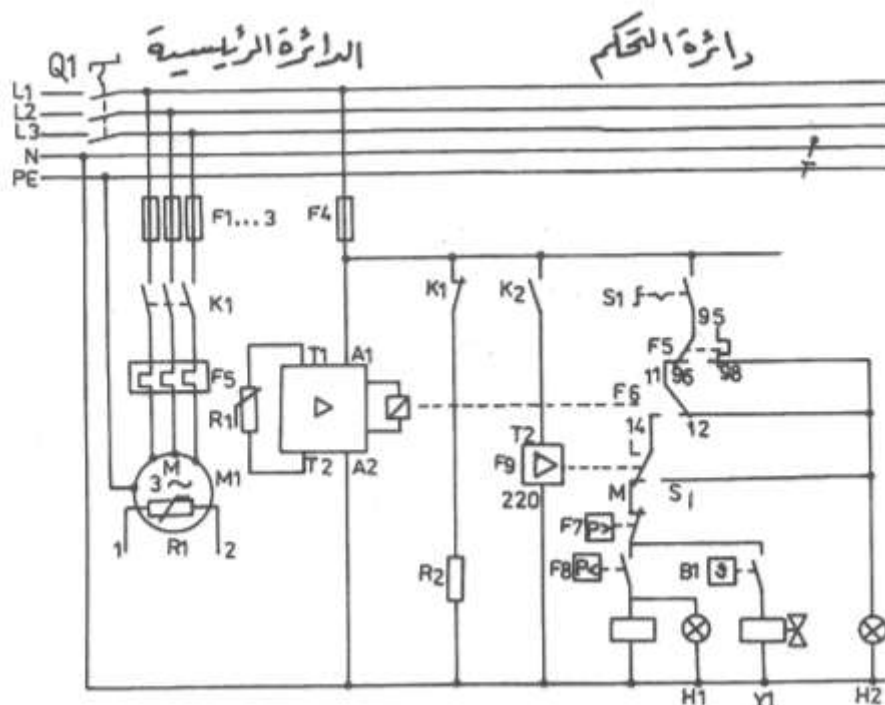 الدائرة الرئيسية
دائرة التحكم
Q1
L1
L2
L3
N
PE
F1...3
F4
K1
K1
K2
S1
95
F5
96
98
F5
T1
A1
11
F6
R1
14
12
T2
A2
T2
L
F9
220
M
S1
M
3~
M1
F7
P>
R1
1
2
R2
F8
P<
B1
ϑ
H1
Y1
H2